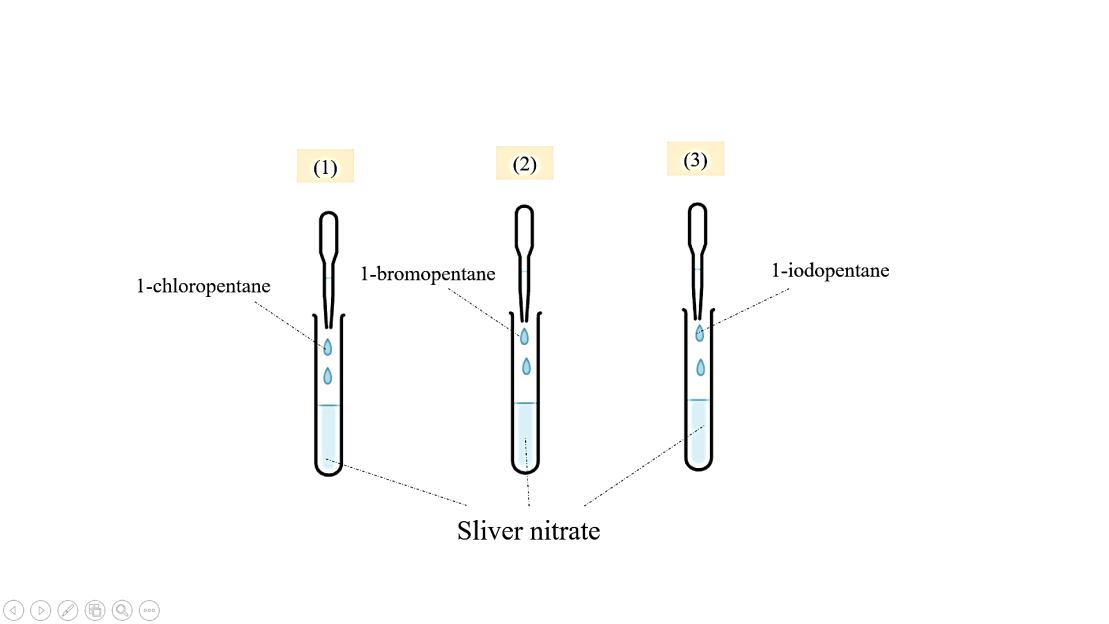 (1)
(2)
(3)
1-chloropentane
1-bromopentane
1-iodopentane
Sliver nitrate